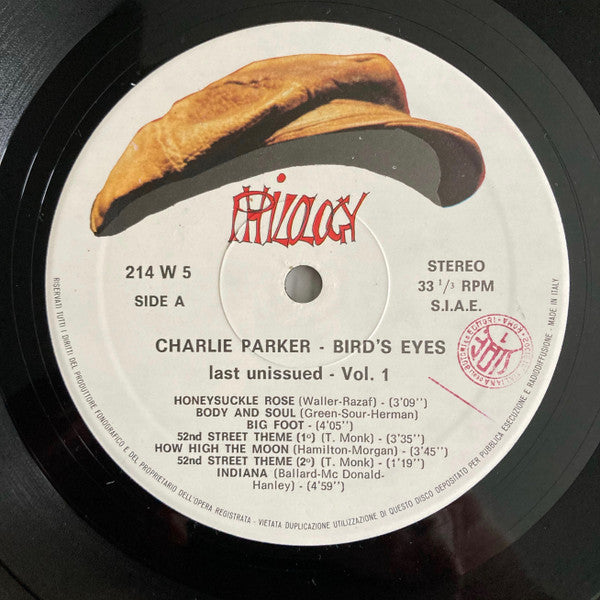 PHILOLOGY
214 W 5
SIDE A
STEREO
33 1/3 RPM
S.I.A.E.
CHARLIE PARKER - BIRD'S EYES
last unissued - Vol. 1
HONEYSUCKLE ROSE (Waller-Razaf) - (3'09'')
BODY AND SOUL (Green-Sour-Herman)
BIG FOOT - (4'05'')
52nd STREET THEME (1º) (T. Monk) - (3'35'')
HOW HIGH THE MOON (Hamilton-Morgan) - (3'45'')
52nd STREET THEME (2º) (T. Monk) - (1'19'')
INDIANA (Ballard-Mc Donald-
Hanley) - (4'59'')
RISERVATI TUTTI I DIRITTI DEL PRODUTTORE FONOGRAFICO E DEL PROPRIETARIO DELL'OPERA REGISTRATA - VIETATA DUPLICAZIONE UTILIZZAZIONE DI QUESTO DISCO DEPOSITATO PER PUBBLICA ESECUZIONE E RADIODIFFUSIONE - MADE IN ITALY